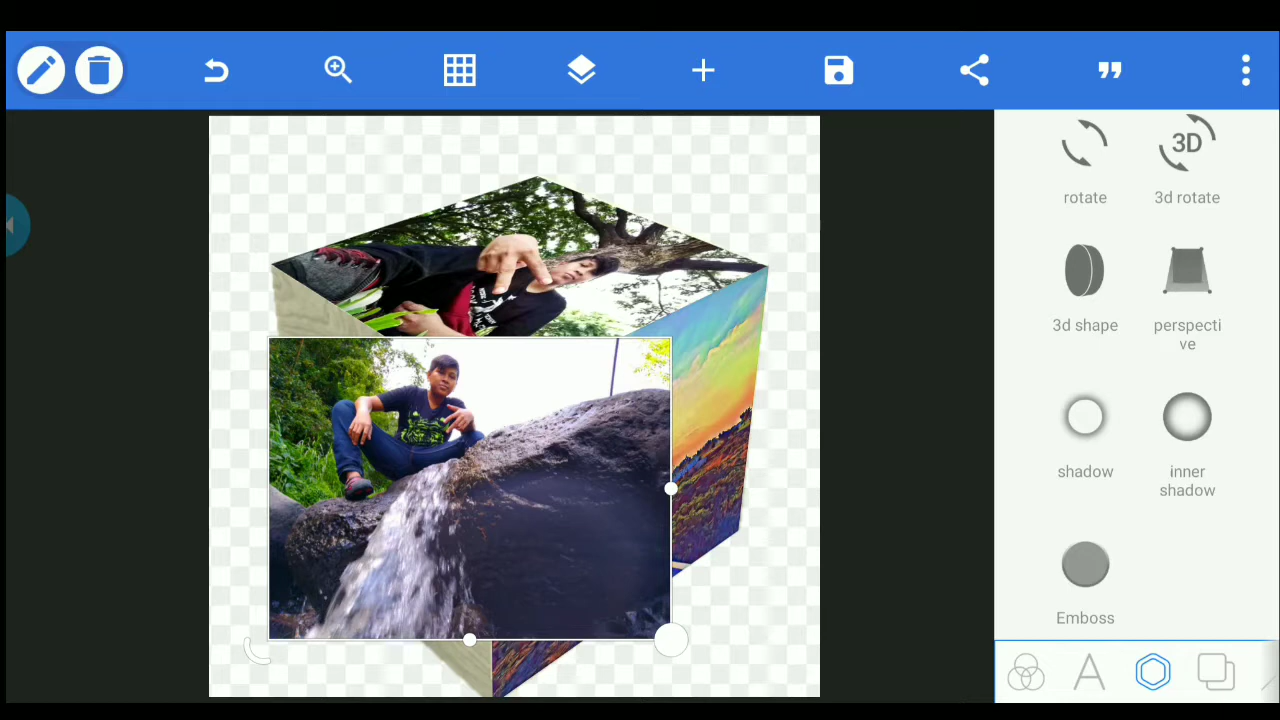 rotate
3D
3d rotate
3d shape
perspecti
ve
shadow
inner
shadow
Emboss
A